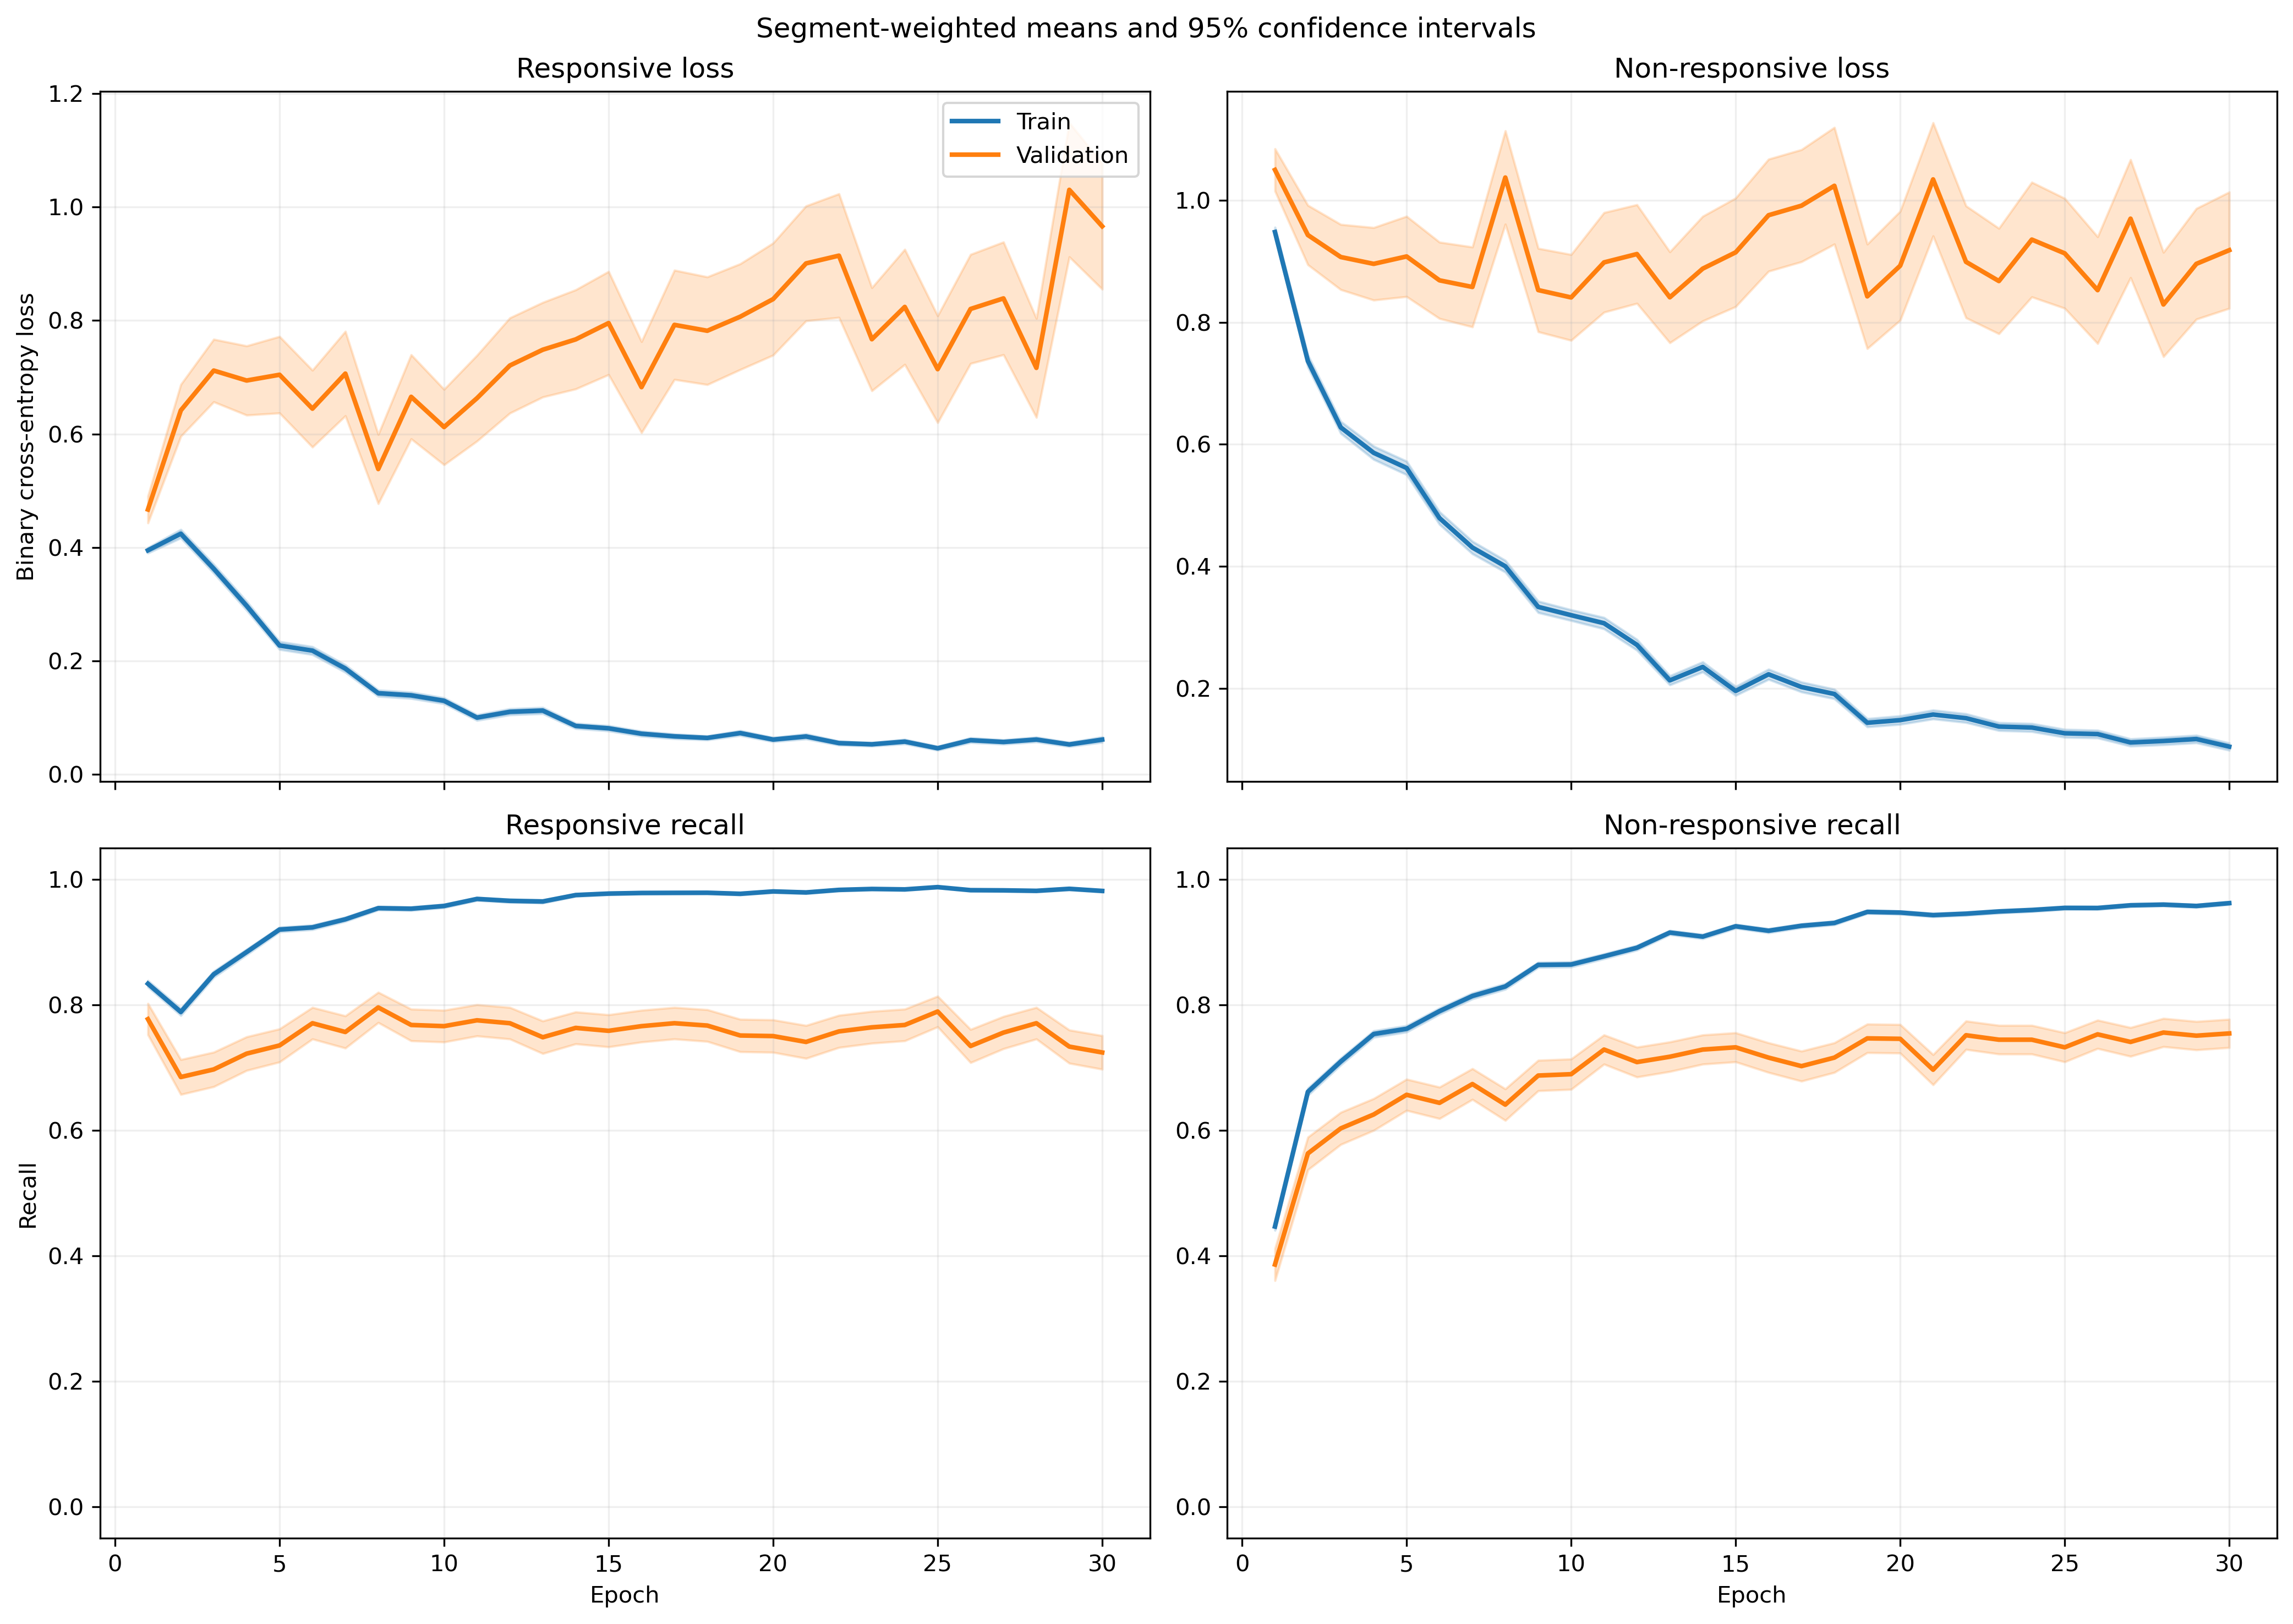 Segment-weighted means and 95% confidence intervals
Responsive loss
Non-responsive loss
Train
Validation
Binary cross-entropy loss
1.2
1.0
0.8
0.6
0.4
0.2
0.0
1.0
0.8
0.6
0.4
0.2
Responsive recall
Non-responsive recall
Recall
1.0
0.8
0.6
0.4
0.2
0.0
1.0
0.8
0.6
0.4
0.2
0.0
0 5 10 15 20 25 30
0 5 10 15 20 25 30
Epoch
Epoch